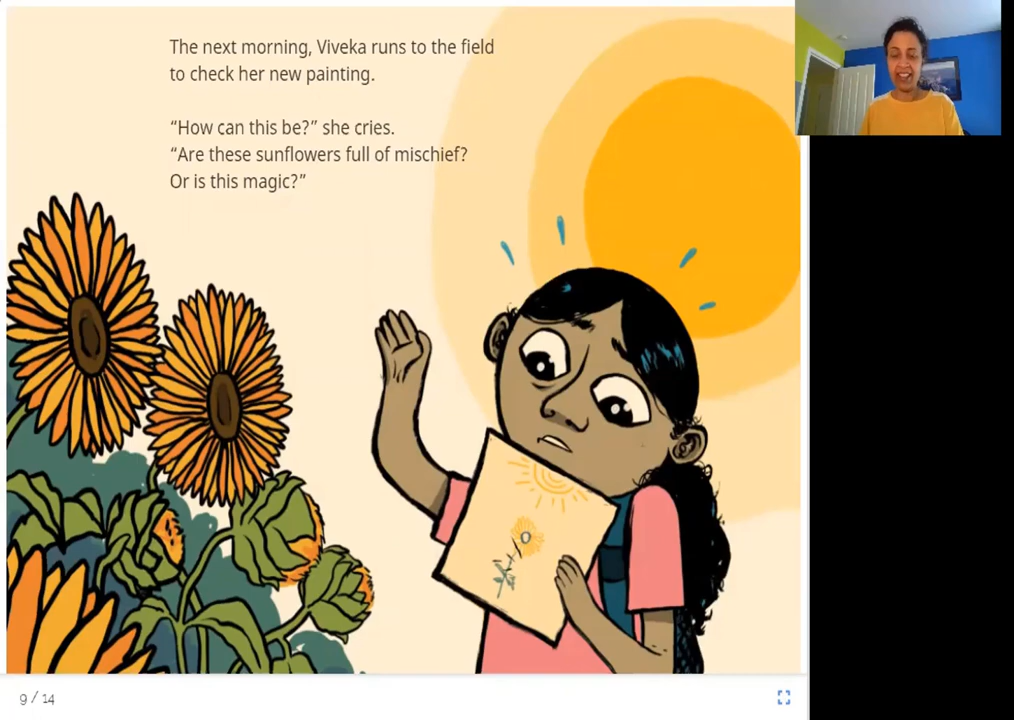 The next morning, Viveka runs to the field
to check her new painting.
“How can this be?” she cries.
“Are these sunflowers full of mischief?
Or is this magic?”
9 / 14